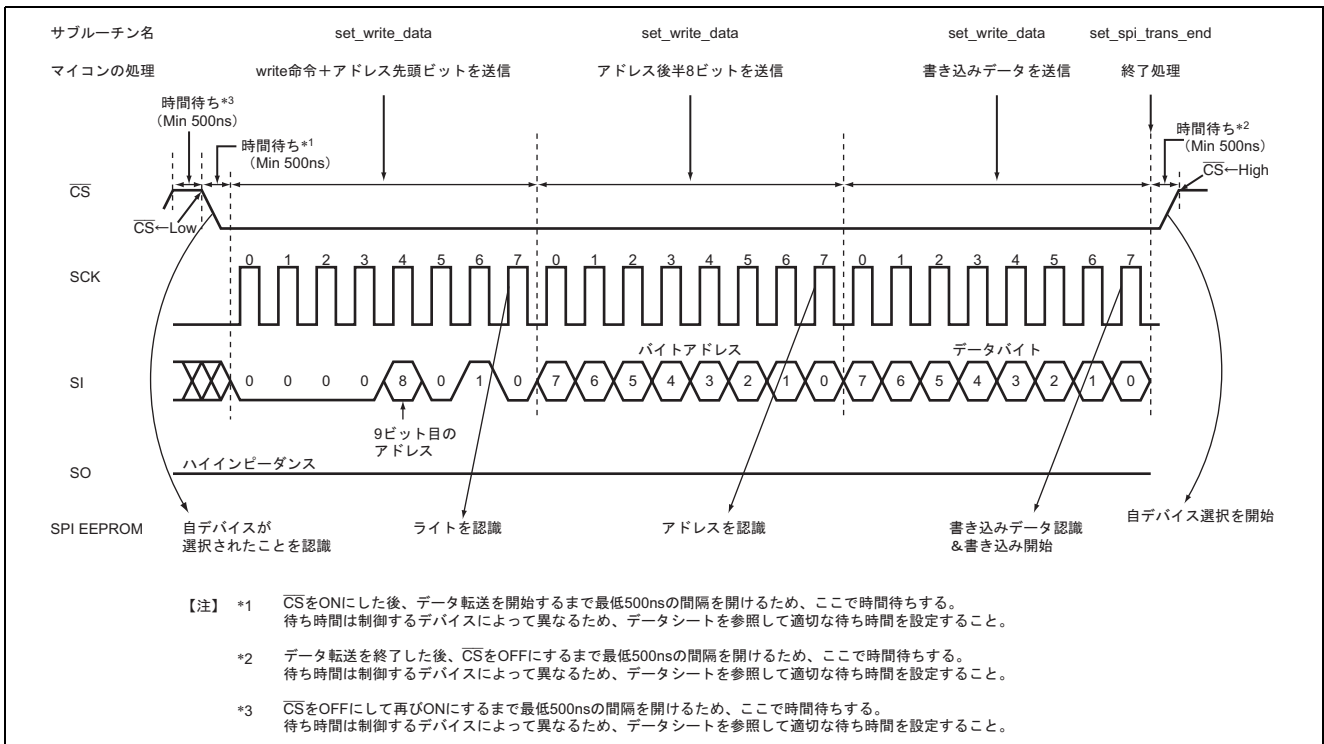 サブルーチン名 set_write_data set_write_data set_write_data set_spi_trans_end
マイコンの処理 write命令＋アドレス先頭ビットを送信 アドレス後半8ビットを送信 書き込みデータを送信 終了処理
時間待ち*3
（Min 500ns）
時間待ち*1
（Min 500ns）
時間待ち*2
（Min 500ns）
CS
CS←Low
CS←High
SCK 0 1 2 3 4 5 6 7 0 1 2 3 4 5 6 7 0 1 2 3 4 5 6 7
バイトアドレス データバイト
SI 0 0 0 0 8 0 1 0 7 6 5 4 3 2 1 0 7 6 5 4 3 2 1 0
9ビット目の
アドレス
SO ハイインピーダンス
SPI EEPROM 自デバイスが
選択されたことを認識
ライトを認識
アドレスを認識
書き込みデータ認識
&書き込み開始
自デバイス選択を開始
【注】 *1 CSをONにした後、データ転送を開始するまで最低500nsの間隔を開けるため、ここで時間待ちする。
待ち時間は制御するデバイスによって異なるため、データシートを参照して適切な待ち時間を設定すること。
*2 データ転送を終了した後、CSをOFFにするまで最低500nsの間隔を開けるため、ここで時間待ちする。
待ち時間は制御するデバイスによって異なるため、データシートを参照して適切な待ち時間を設定すること。
*3 CSをOFFにして再びONにするまで最低500nsの間隔を開けるため、ここで時間待ちする。
待ち時間は制御するデバイスによって異なるため、データシートを参照して適切な待ち時間を設定すること。